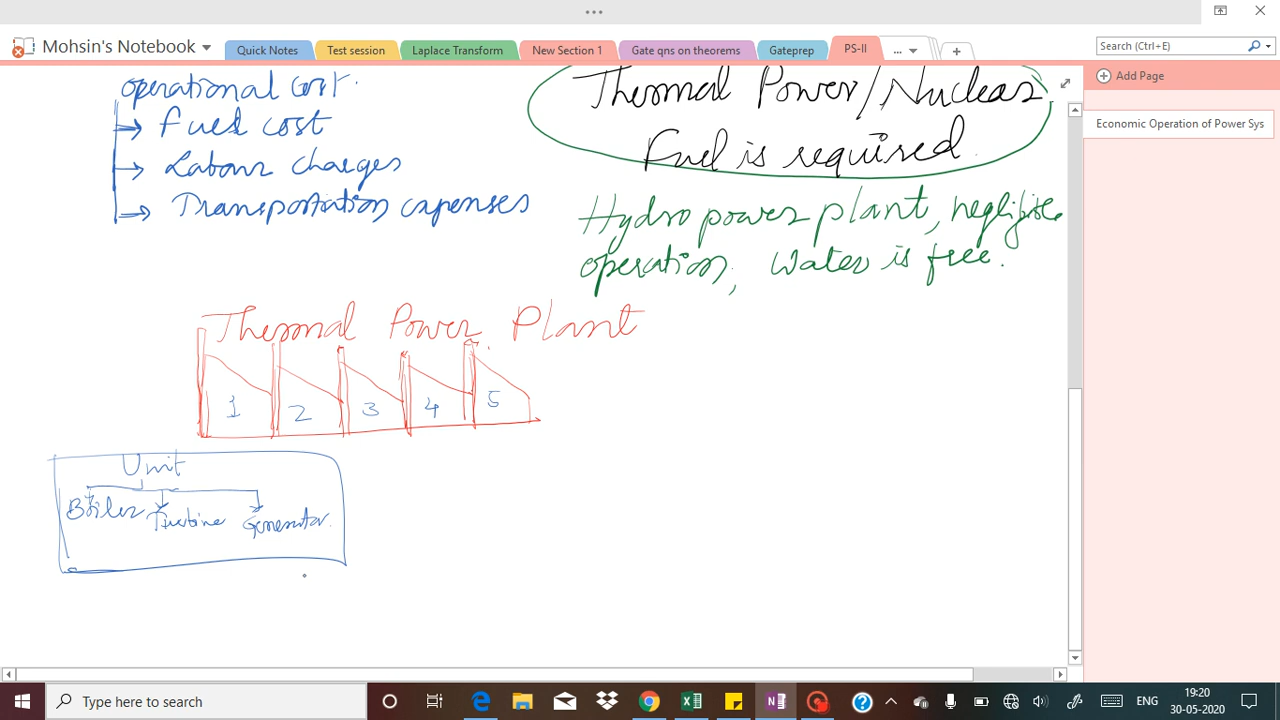 Mohsin's Notebook
Quick Notes
Test session
Laplace Transform
New Section 1
Gate qns on theorems
Gateprep
PS-II
...
Search (Ctrl+E)
Add Page
Economic Operation of Power Sys
operational cost.
Fuel cost
Labour charges
Transportation expenses
Thermal Power/Nuclear
Fuel is required
Hydro power plant, negligible
operation, Water is free.
Thermal Power Plant
1 2 3 4 5
Unit
Boiler Turbine Generator
Type here to search
ENG
19:20
30-05-2020